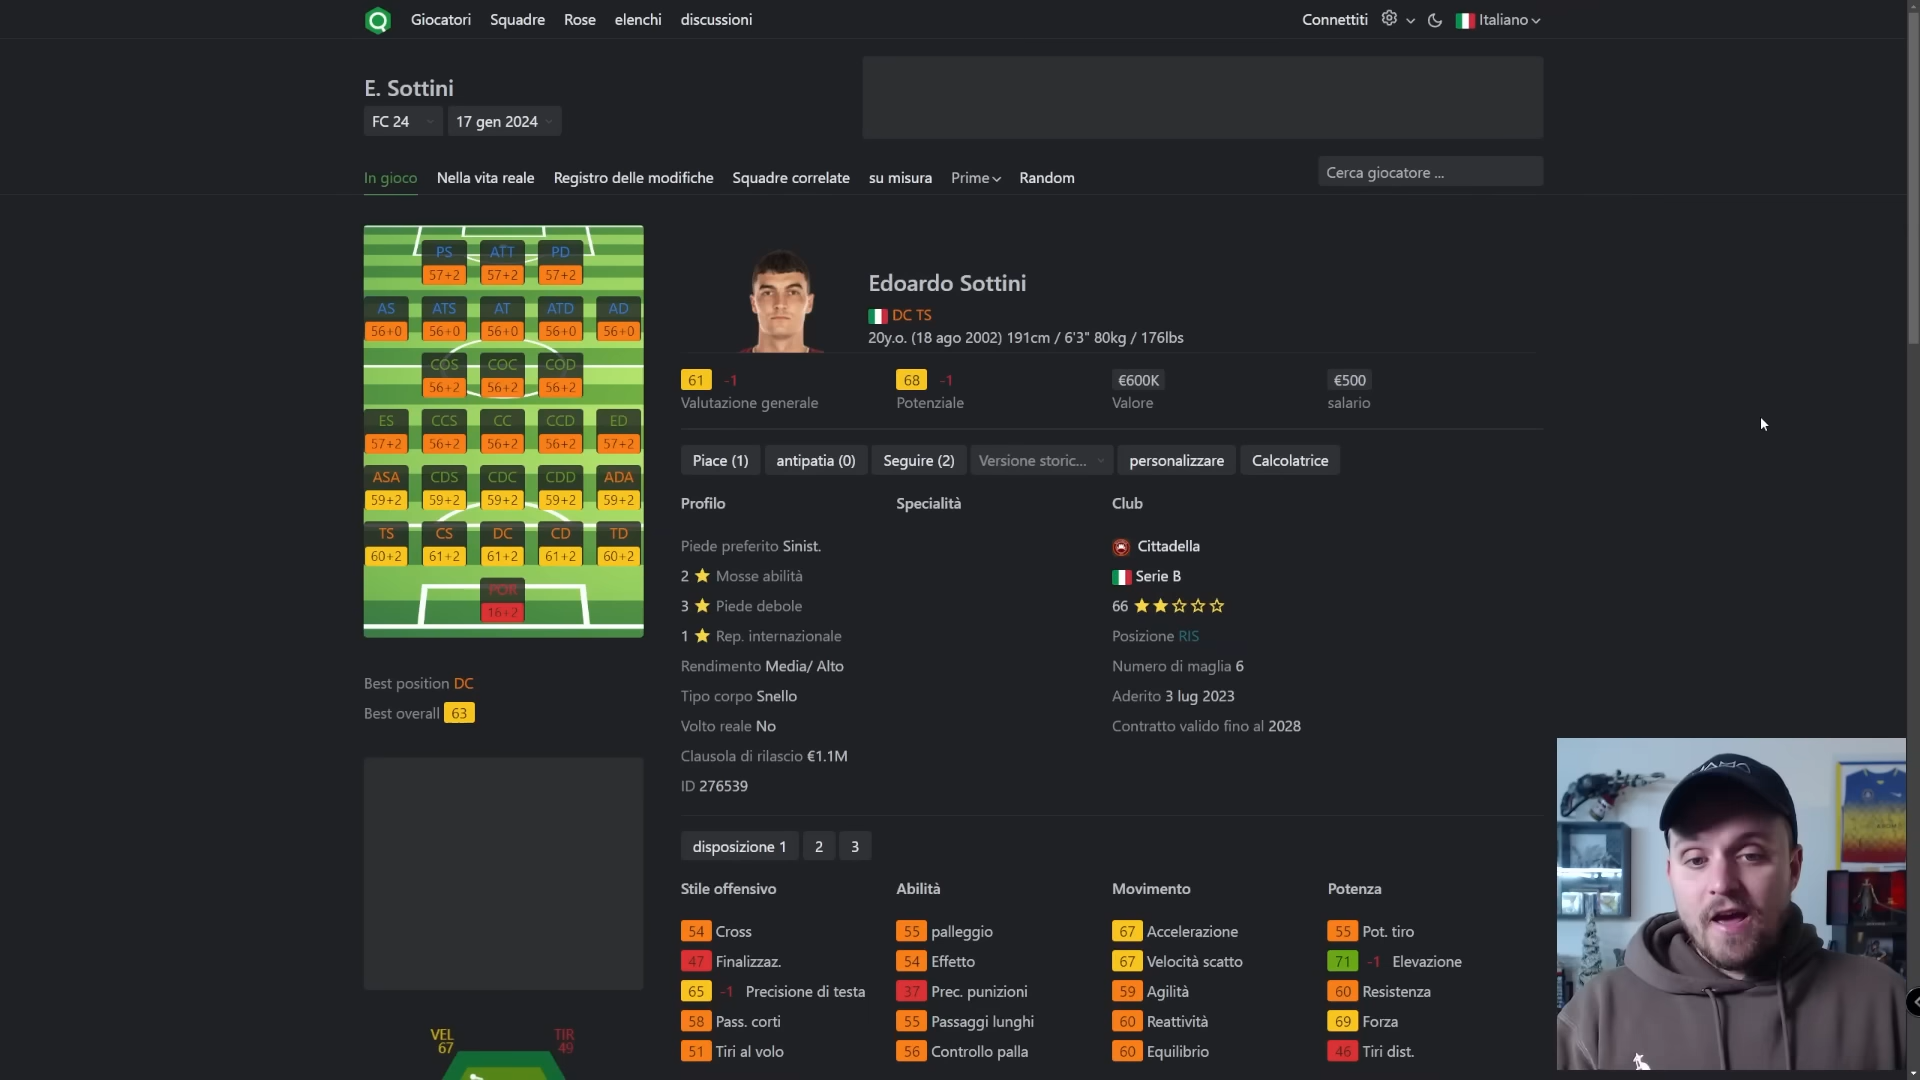 Giocatori Squadre Rose elenchi discussioni
Connettiti Italiano
E. Sottini
FC 24 17 gen 2024
In gioco Nella vita reale Registro delle modifiche Squadre correlate su misura Prime Random
Cerca giocatore ...
PS ATT PD
57+2 57+2 57+2
AS ATS AT ATD AD
56+0 56+0 56+0 56+0 56+0
COS COC COD
56+2 56+2 56+2
ES CCS CC CCD ED
57+2 56+2 56+2 56+2 57+2
ASA CDS CDC CDD ADA
59+2 59+2 59+2 59+2 59+2
TS CS DC CD TD
60+2 61+2 61+2 61+2 60+2
POR
16+2
Best position DC
Best overall 63
VEL TIR
67 49
Edoardo Sottini
DC TS
20y.o. (18 ago 2002) 191cm / 6'3" 80kg / 176lbs
61 -1 68 -1 €600K €500
Valutazione generale Potenziale Valore salario
Piace (1) antipatia (0) Seguire (2) Versione storic... personalizzare Calcolatrice
Profilo Specialità Club
Piede preferito Sinist. Cittadella
2 Mosse abilità Serie B
3 Piede debole 66
1 Rep. internazionale Posizione RIS
Rendimento Media/ Alto Numero di maglia 6
Tipo corpo Snello Aderito 3 lug 2023
Volto reale No Contratto valido fino al 2028
Clausola di rilascio €1.1M
ID 276539
disposizione 1 2 3
Stile offensivo Abilità Movimento Potenza
54 Cross 55 palleggio 67 Accelerazione 55 Pot. tiro
47 Finalizzaz. 54 Effetto 67 Velocità scatto 71 -1 Elevazione
65 -1 Precisione di testa 37 Prec. punizioni 59 Agilità 60 Resistenza
58 Pass. corti 55 Passaggi lunghi 60 Reattività 69 Forza
51 Tiri al volo 56 Controllo palla 60 Equilibrio 46 Tiri dist.